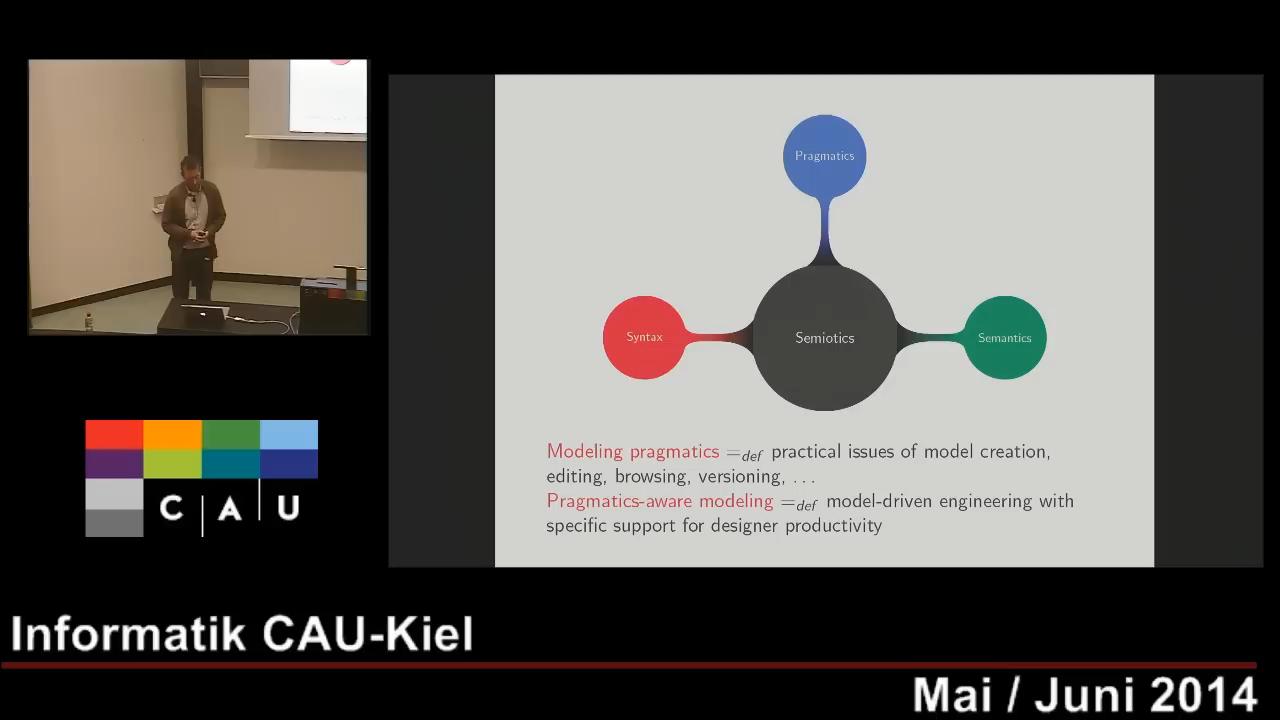 Pragmatics
Syntax
Semiotics
Semantics
Modeling pragmatics =def practical issues of model creation,
editing, browsing, versioning, . . .
Pragmatics-aware modeling =def model-driven engineering with
specific support for designer productivity
C | A | U
Informatik CAU-Kiel
Mai / Juni 2014